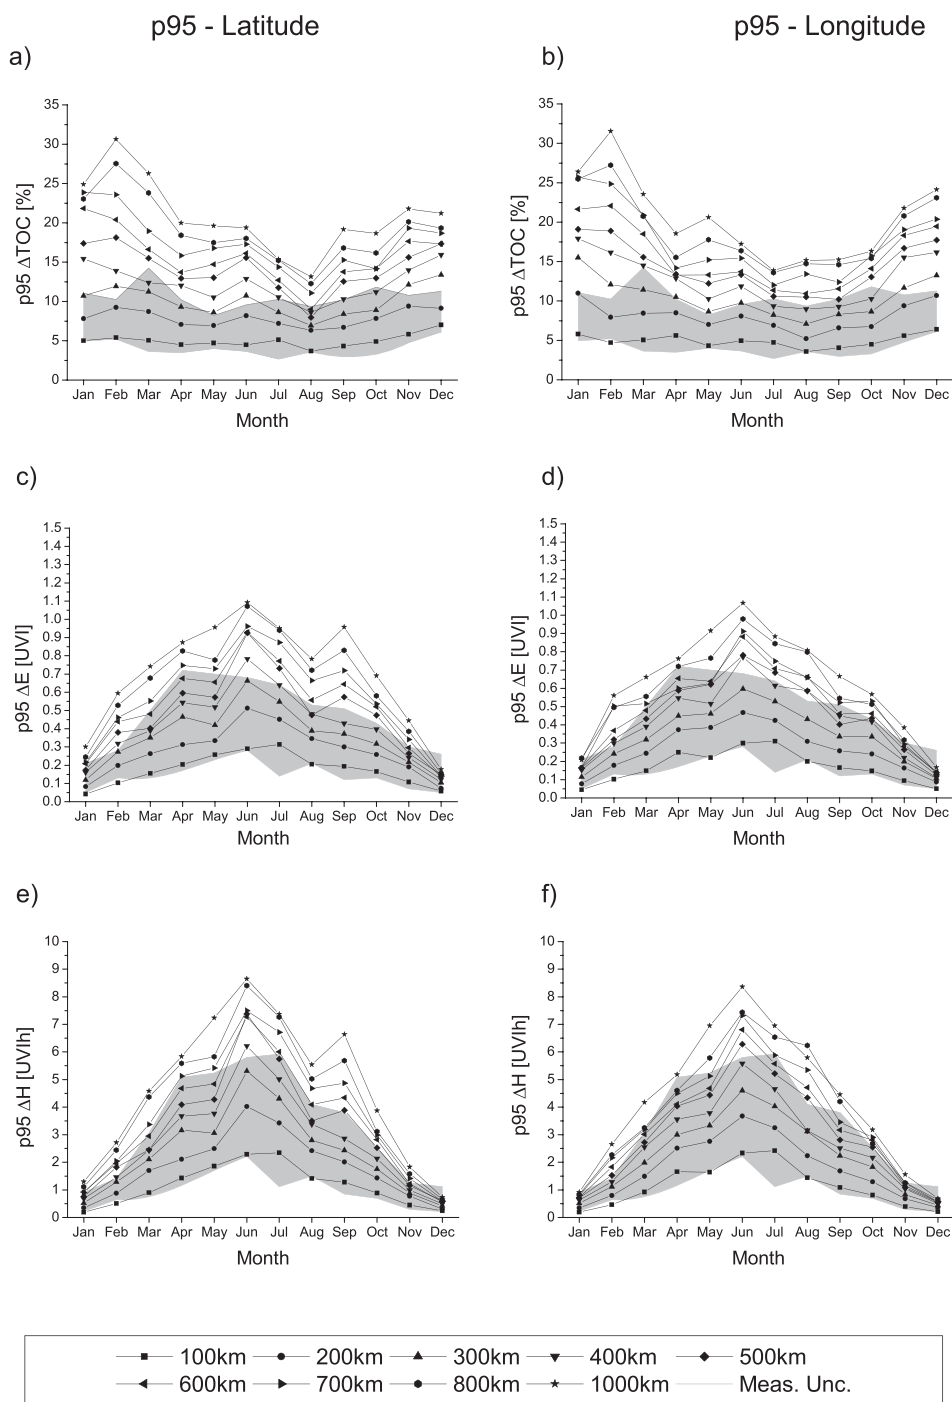 p95 - Latitude
p95 - Longitude
a)
b)
35
30
25
20
15
10
5
0
p95 ΔTOC [%]
Jan Feb Mar Apr May Jun Jul Aug Sep Oct Nov Dec
Month
35
30
25
20
15
10
5
0
p95 ΔTOC [%]
Jan Feb Mar Apr May Jun Jul Aug Sep Oct Nov Dec
Month
c)
d)
1.5
1.4
1.3
1.2
1.1
1.0
0.9
0.8
0.7
0.6
0.5
0.4
0.3
0.2
0.1
0.0
p95 ΔE [UVI]
Jan Feb Mar Apr May Jun Jul Aug Sep Oct Nov Dec
Month
1.5
1.4
1.3
1.2
1.1
1.0
0.9
0.8
0.7
0.6
0.5
0.4
0.3
0.2
0.1
0.0
p95 ΔE [UVI]
Jan Feb Mar Apr May Jun Jul Aug Sep Oct Nov Dec
Month
e)
f)
10
9
8
7
6
5
4
3
2
1
0
p95 ΔH [UVIh]
Jan Feb Mar Apr May Jun Jul Aug Sep Oct Nov Dec
Month
10
9
8
7
6
5
4
3
2
1
0
p95 ΔH [UVIh]
Jan Feb Mar Apr May Jun Jul Aug Sep Oct Nov Dec
Month
100km 200km 300km 400km 500km
600km 700km 800km 1000km Meas. Unc.